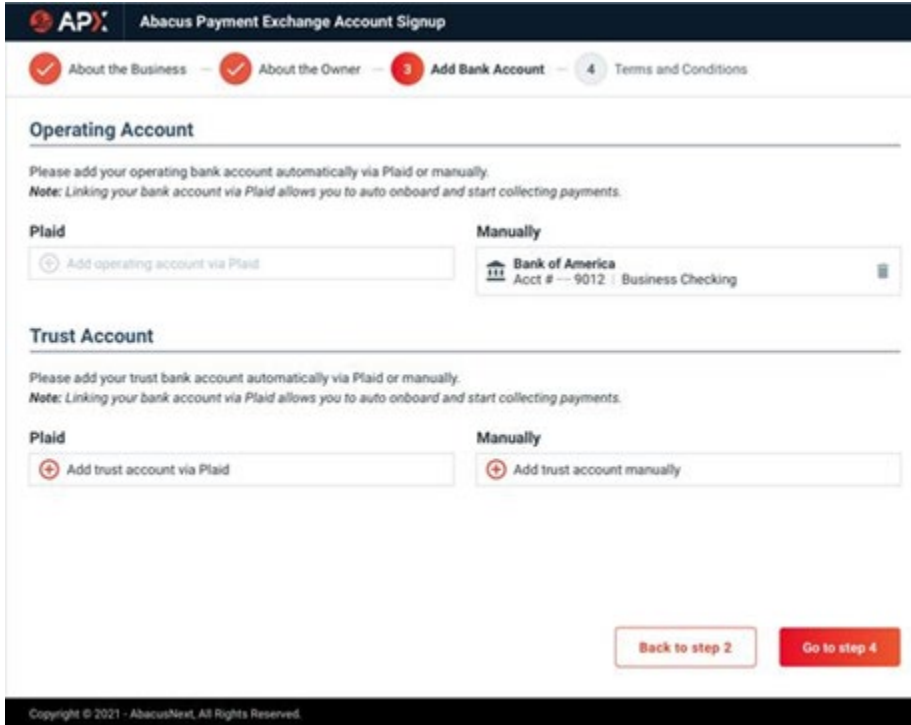 APX Abacus Payment Exchange Account Signup
About the Business About the Owner 3 Add Bank Account 4 Terms and Conditions
Operating Account
Please add your operating bank account automatically via Plaid or manually.
Note: Linking your bank account via Plaid allows you to auto onboard and start collecting payments.
Plaid Manually
Add operating account via Plaid
Bank of America
Acct # -- 9012 | Business Checking
Trust Account
Please add your trust bank account automatically via Plaid or manually.
Note: Linking your bank account via Plaid allows you to auto onboard and start collecting payments.
Plaid Manually
Add trust account via Plaid Add trust account manually
Back to step 2 Go to step 4
Copyright © 2021 - AbacusNext, All Rights Reserved.